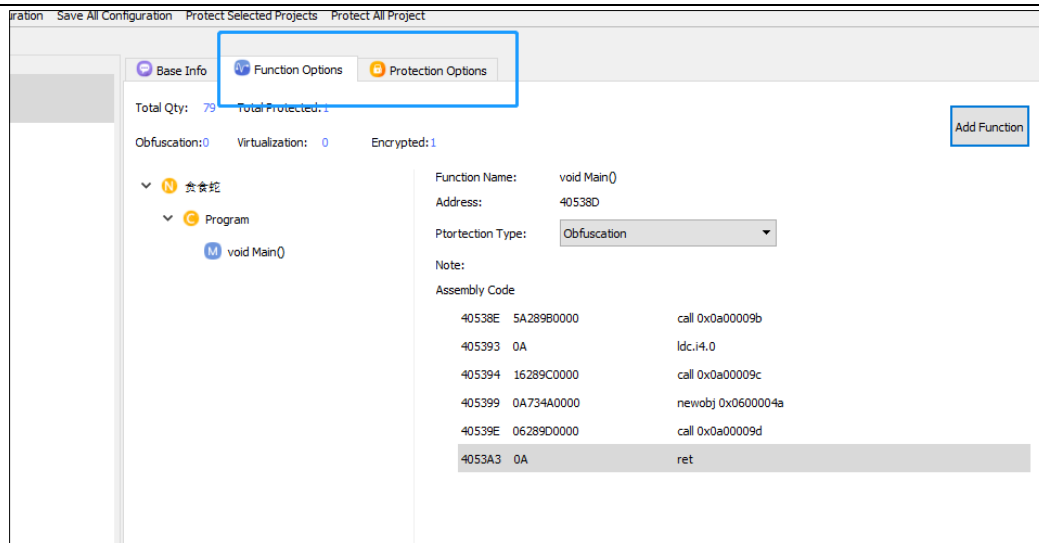 uration Save All Configuration Protect Selected Projects Protect All Project
Base Info Function Options Protection Options
Total Qty: 79 Total Protected:1
Add Function
Obfuscation:0 Virtualization: 0 Encrypted:1
N 贪食蛇
C Program
M void Main()
Function Name: void Main()
Address: 40538D
Ptortection Type: Obfuscation
Note:
Assembly Code
40538E 5A289B0000 call 0x0a00009b
405393 0A ldc.i4.0
405394 16289C0000 call 0x0a00009c
405399 0A734A0000 newobj 0x0600004a
40539E 06289D0000 call 0x0a00009d
4053A3 0A ret